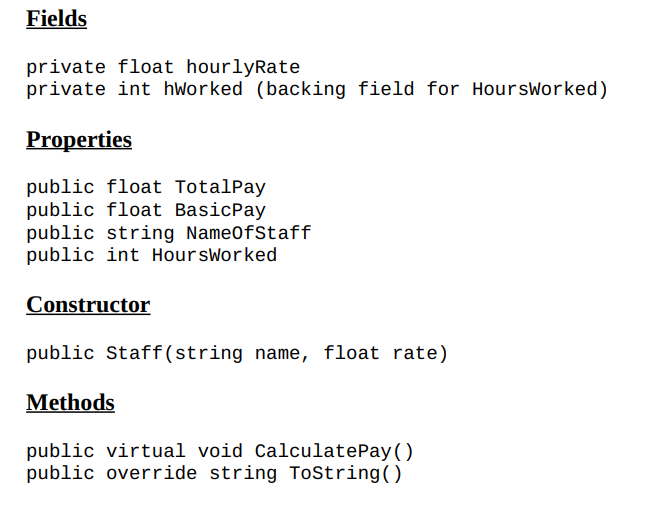 Fields
private float hourlyRate
private int hWorked (backing field for HoursWorked)
Properties
public float TotalPay
public float BasicPay
public string NameOfStaff
public int HoursWorked
Constructor
public Staff(string name, float rate)
Methods
public virtual void CalculatePay()
public override string ToString()